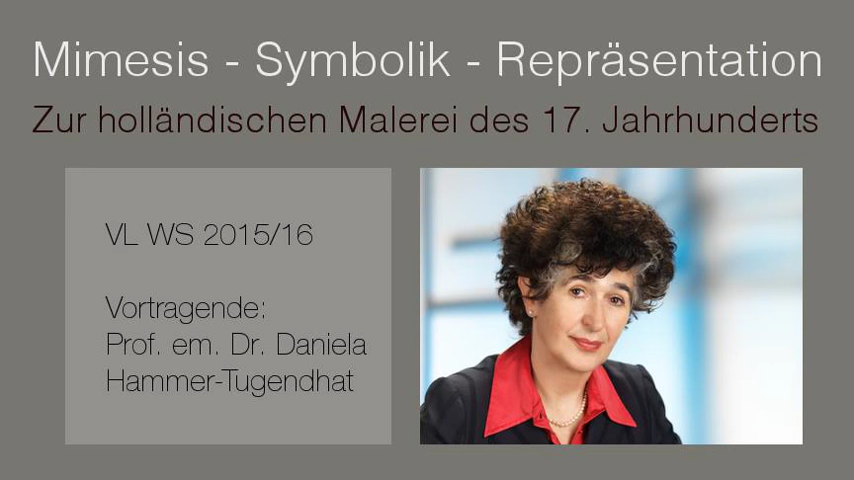 Mimesis - Symbolik - Repräsentation
Zur holländischen Malerei des 17. Jahrhunderts
VL WS 2015/16
Vortragende:
Prof. em. Dr. Daniela
Hammer-Tugendhat